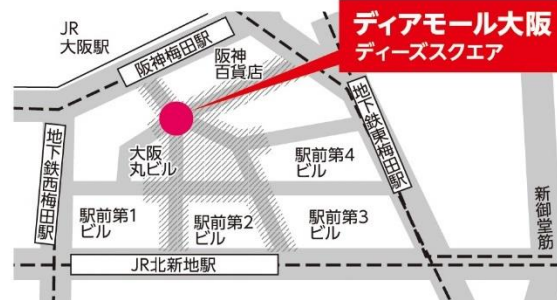 JR
大阪駅
阪神梅田駅
阪神
百貨店
ディアモール大阪
ディーズスクエア
地下鉄西梅田駅
大阪
丸ビル
駅前第4
ビル
地下鉄東梅田駅
駅前第1
ビル
駅前第2
ビル
駅前第3
ビル
新御堂筋
JR北新地駅